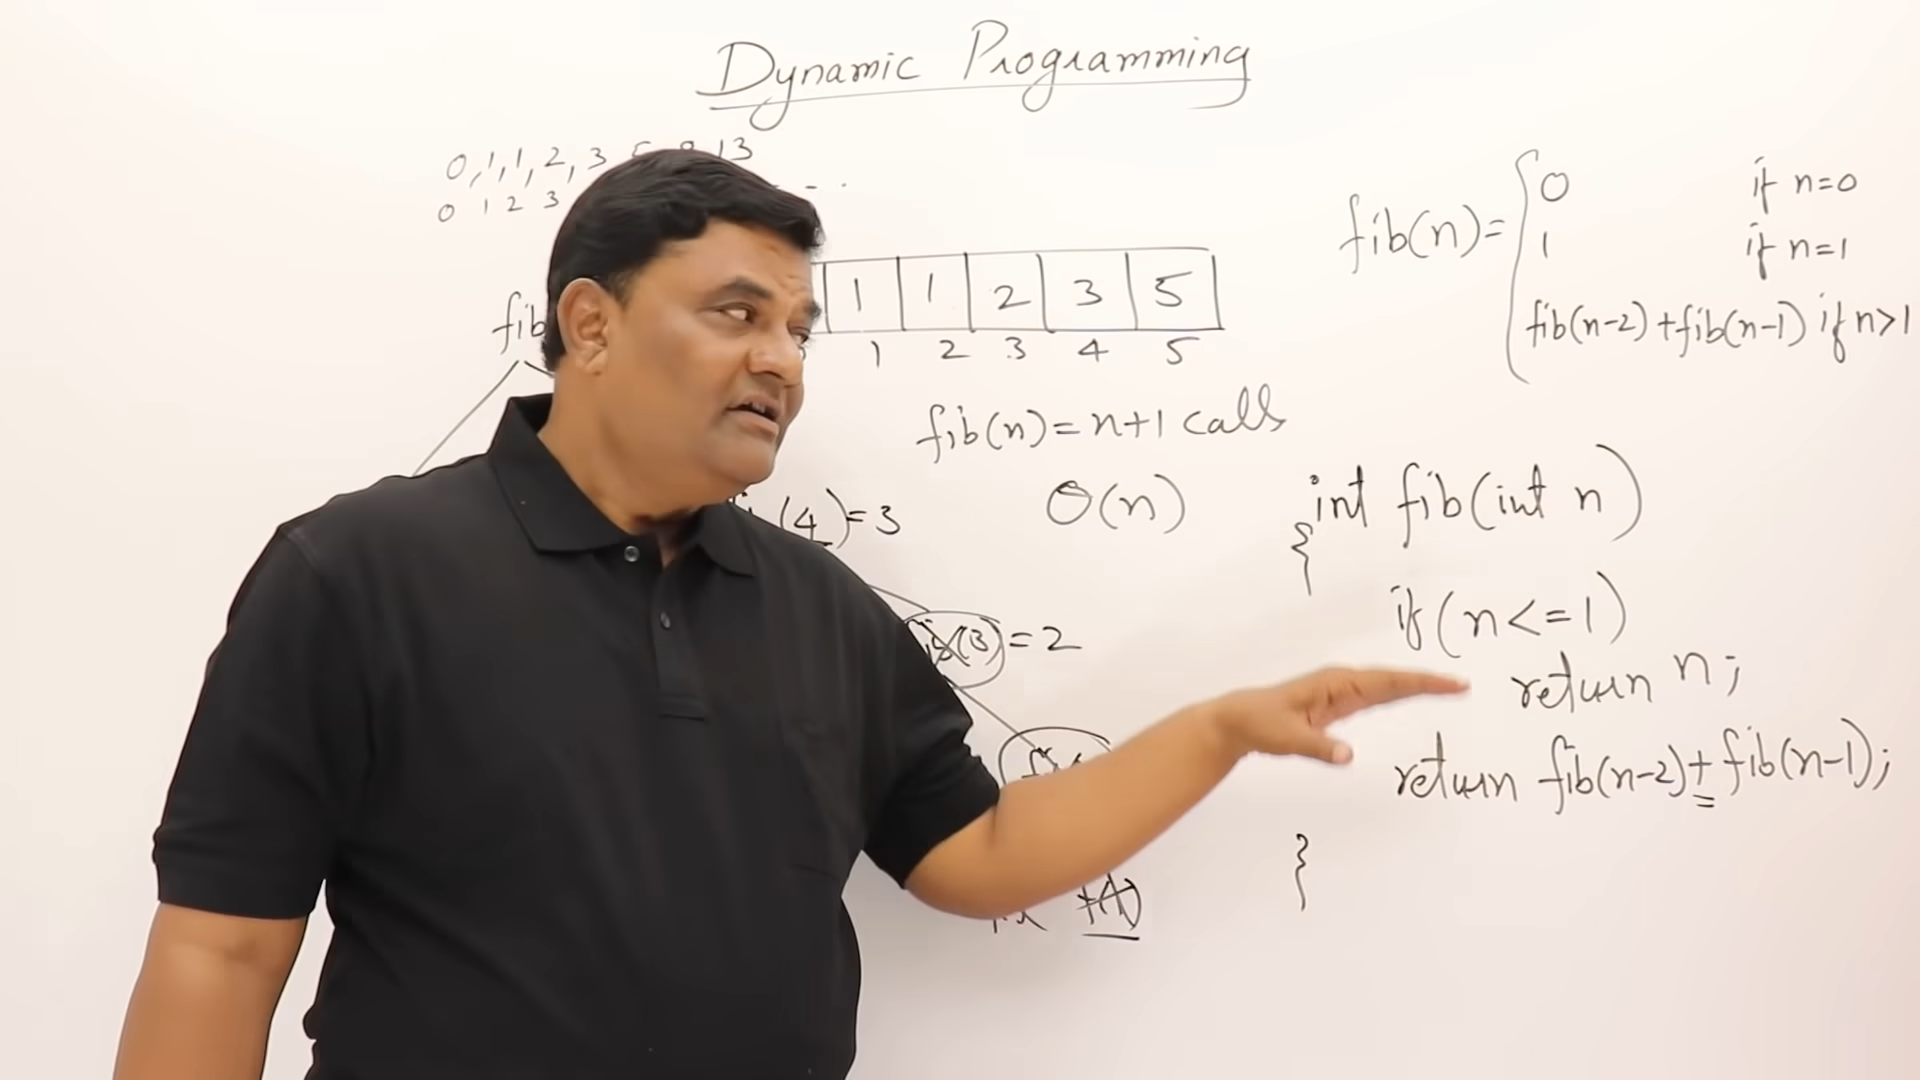 Dynamic Programming
0, 1, 1, 2, 3 13
0 1 2 3 - - .
fib(n)= 0 if n=0
1 if n=1
fib(n-2)+fib(n-1) if n>1
fib
1 1 2 3 5
1 2 3 4 5
fib(n)=n+1 calls
O(n)
(4)=3
fib(3)=2
int fib(int n)
{
if(n<=1)
return n;
return fib(n-2)+fib(n-1);
}